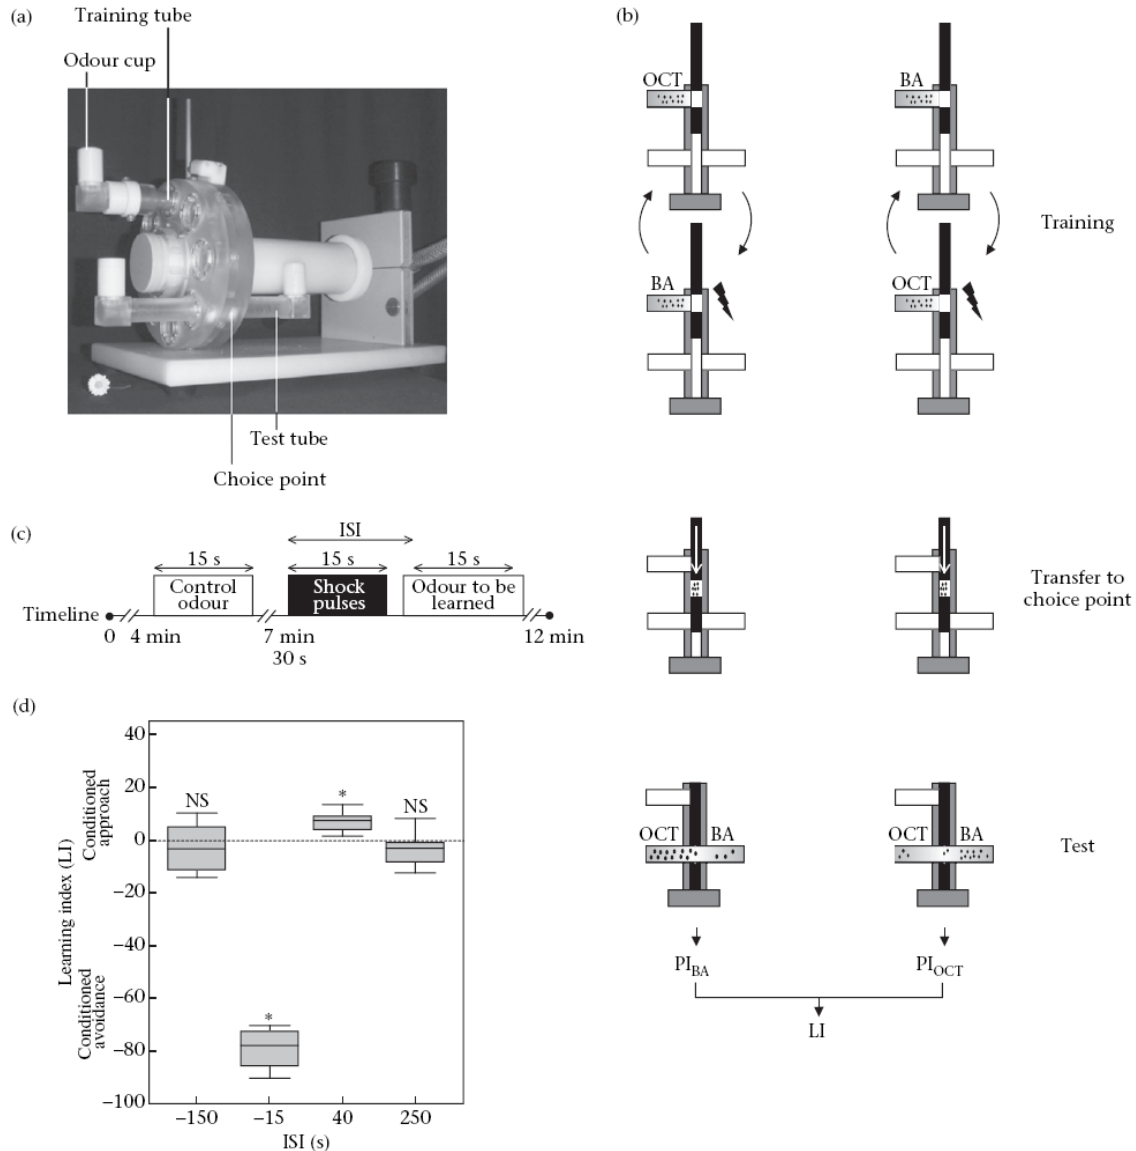 (a)
Training tube
Odour cup
Test tube
Choice point
(b)
OCT
BA
BA
OCT
Training
Transfer to
choice point
OCT BA
OCT BA
Test
PI_BA
PI_OCT
LI
(c)
ISI
15 s 15 s 15 s
Control
odour
Shock
pulses
Odour to be
learned
Timeline
0 4 min 7 min 12 min
30 s
(d)
Learning index (LI)
Conditioned
approach
Conditioned
avoidance
40
20
0
−20
−40
−60
−80
−100
NS
*
*
NS
−150 −15 40 250
ISI (s)